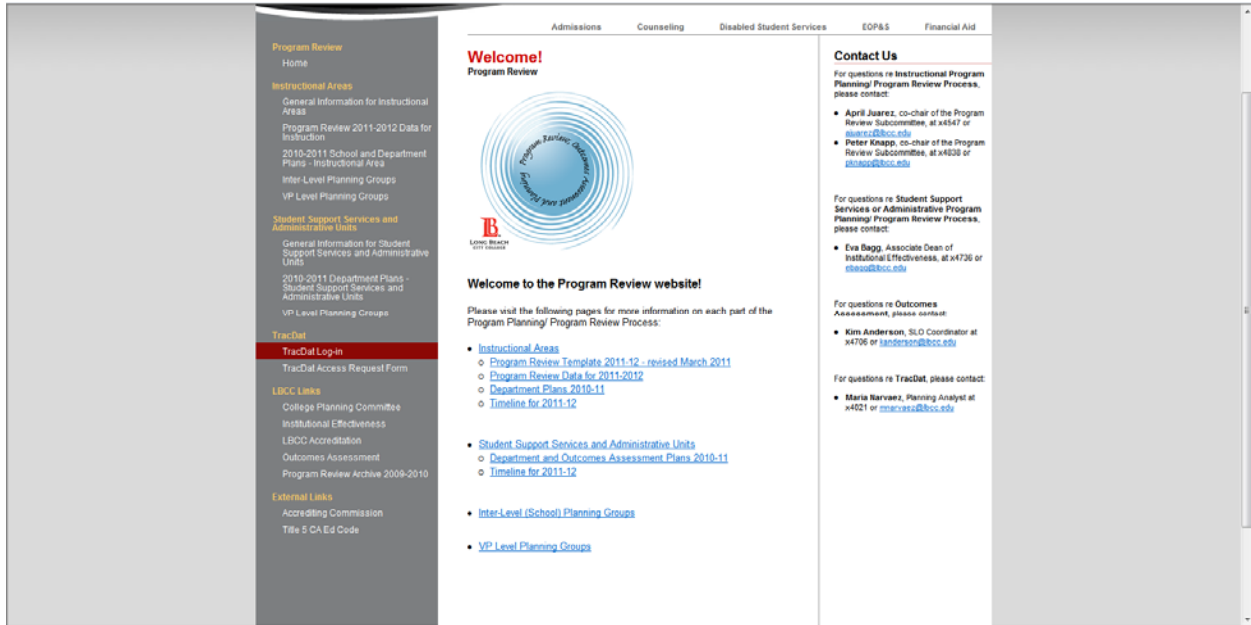 Admissions Counseling Disabled Student Services EOP&S Financial Aid
Program Review
Home
Instructional Areas
General Information for Instructional
Areas
Program Review 2011-2012 Data for
Instruction
2010-2011 School and Department
Plans - Instructional Area
Inter-Level Planning Groups
VP Level Planning Groups
Student Support Services and
Administrative Units
General Information for Student
Support Services and Administrative
Units
2010-2011 Department Plans -
Student Support Services and
Administrative Units
VP Level Planning Groups
TracDat
TracDat Log-in
TracDat Access Request Form
LBCC Links
College Planning Committee
Institutional Effectiveness
LBCC Accreditation
Outcomes Assessment
Program Review Archive 2009-2010
External Links
Accrediting Commission
Title 5 CA Ed Code
Welcome!
Program Review
Program Review, Outcomes Assessment and Planning
LB
LONG BEACH
CITY COLLEGE
Welcome to the Program Review website!
Please visit the following pages for more information on each part of the
Program Planning/ Program Review Process:
• Instructional Areas
o Program Review Template 2011-12 - revised March 2011
o Program Review Data for 2011-2012
o Department Plans 2010-11
o Timeline for 2011-12
• Student Support Services and Administrative Units
o Department and Outcomes Assessment Plans 2010-11
o Timeline for 2011-12
• Inter-Level (School) Planning Groups
• VP Level Planning Groups
Contact Us
For questions re Instructional Program
Planning/ Program Review Process,
please contact:
• April Juarez, co-chair of the Program
Review Subcommittee, at x4547 or
ajuarez@lbcc.edu
• Peter Knapp, co-chair of the Program
Review Subcommittee, at x4838 or
pknapp@lbcc.edu
For questions re Student Support
Services or Administrative Program
Planning/ Program Review Process,
please contact:
• Eva Bagg, Associate Dean of
Institutional Effectiveness, at x4736 or
ebagg@lbcc.edu
For questions re Outcomes
Assessment, please contact:
• Kim Anderson, SLO Coordinator at
x4706 or kanderson@lbcc.edu
For questions re TracDat, please contact:
• Maria Narvaez, Planning Analyst at
x4021 or mnarvaez@lbcc.edu